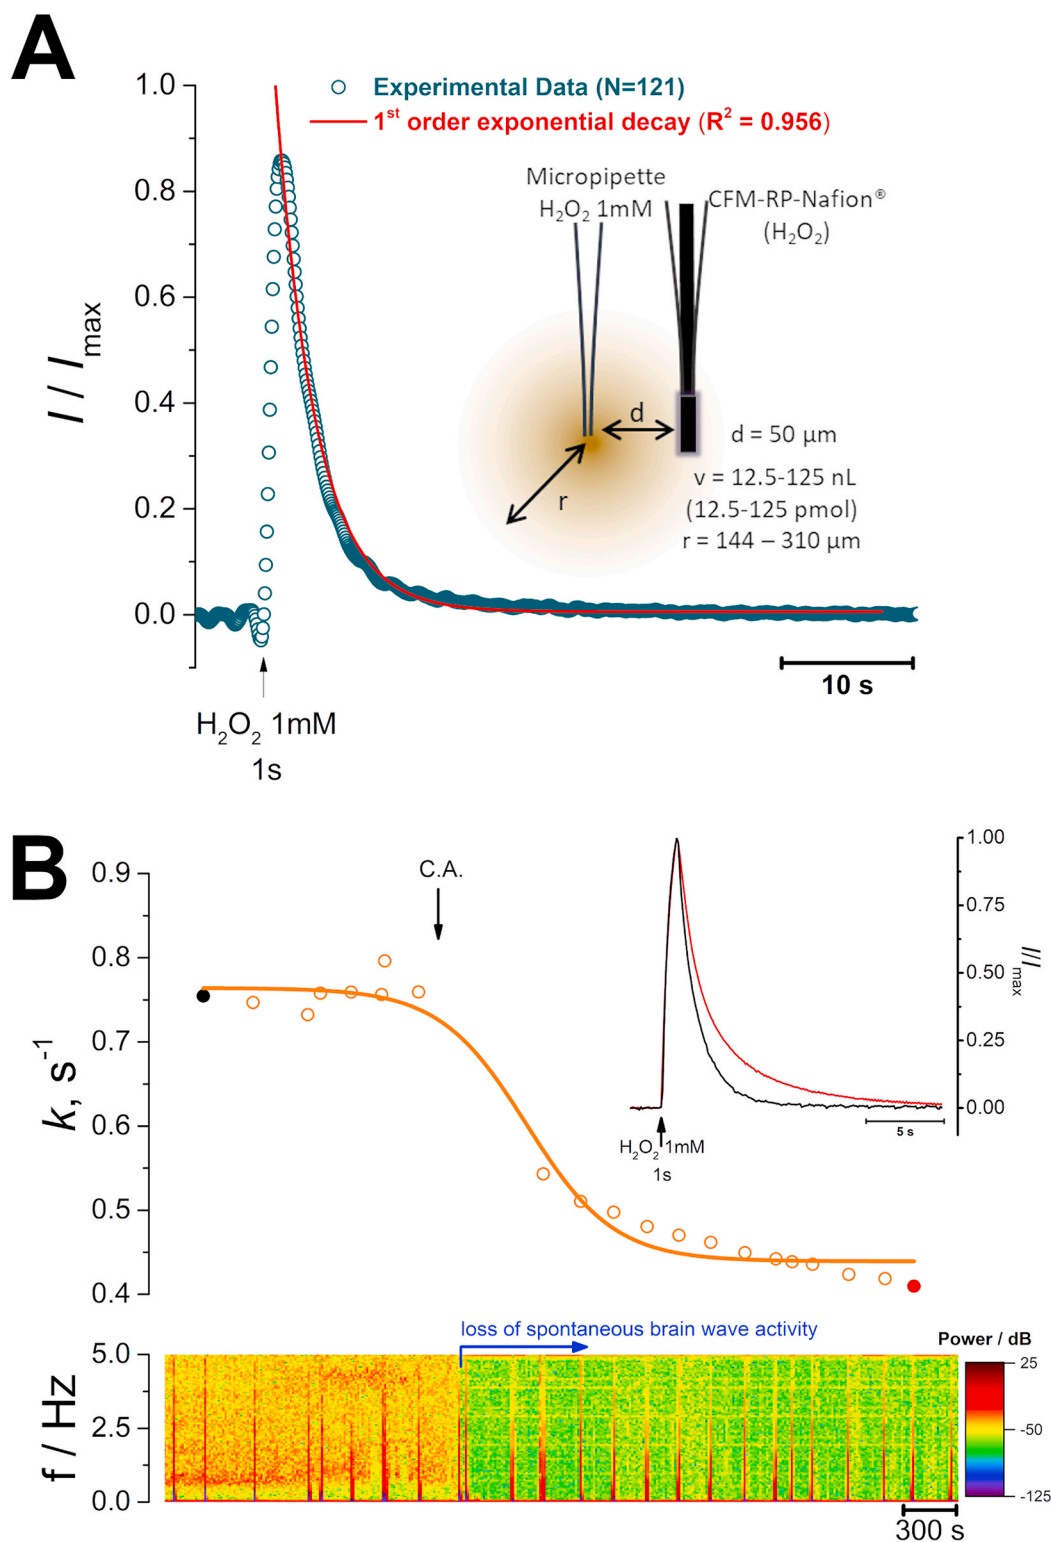 A
Experimental Data (N=121)
1st order exponential decay (R2 = 0.956)
1.0
0.8
0.6
0.4
0.2
0.0
I / Imax
Micropipette
H2O2 1mM
CFM-RP-Nafion®
(H2O2)
d
r
d = 50 µm
v = 12.5-125 nL
(12.5-125 pmol)
r = 144 – 310 µm
10 s
H2O2 1mM
1s
B
0.9
0.8
0.7
0.6
0.5
0.4
k, s-1
C.A.
1.00
0.75
0.50
0.25
0.00
I/Imax
5 s
H2O2 1mM
1s
loss of spontaneous brain wave activity
Power / dB
5.0
2.5
0.0
f / Hz
25
-50
-125
300 s